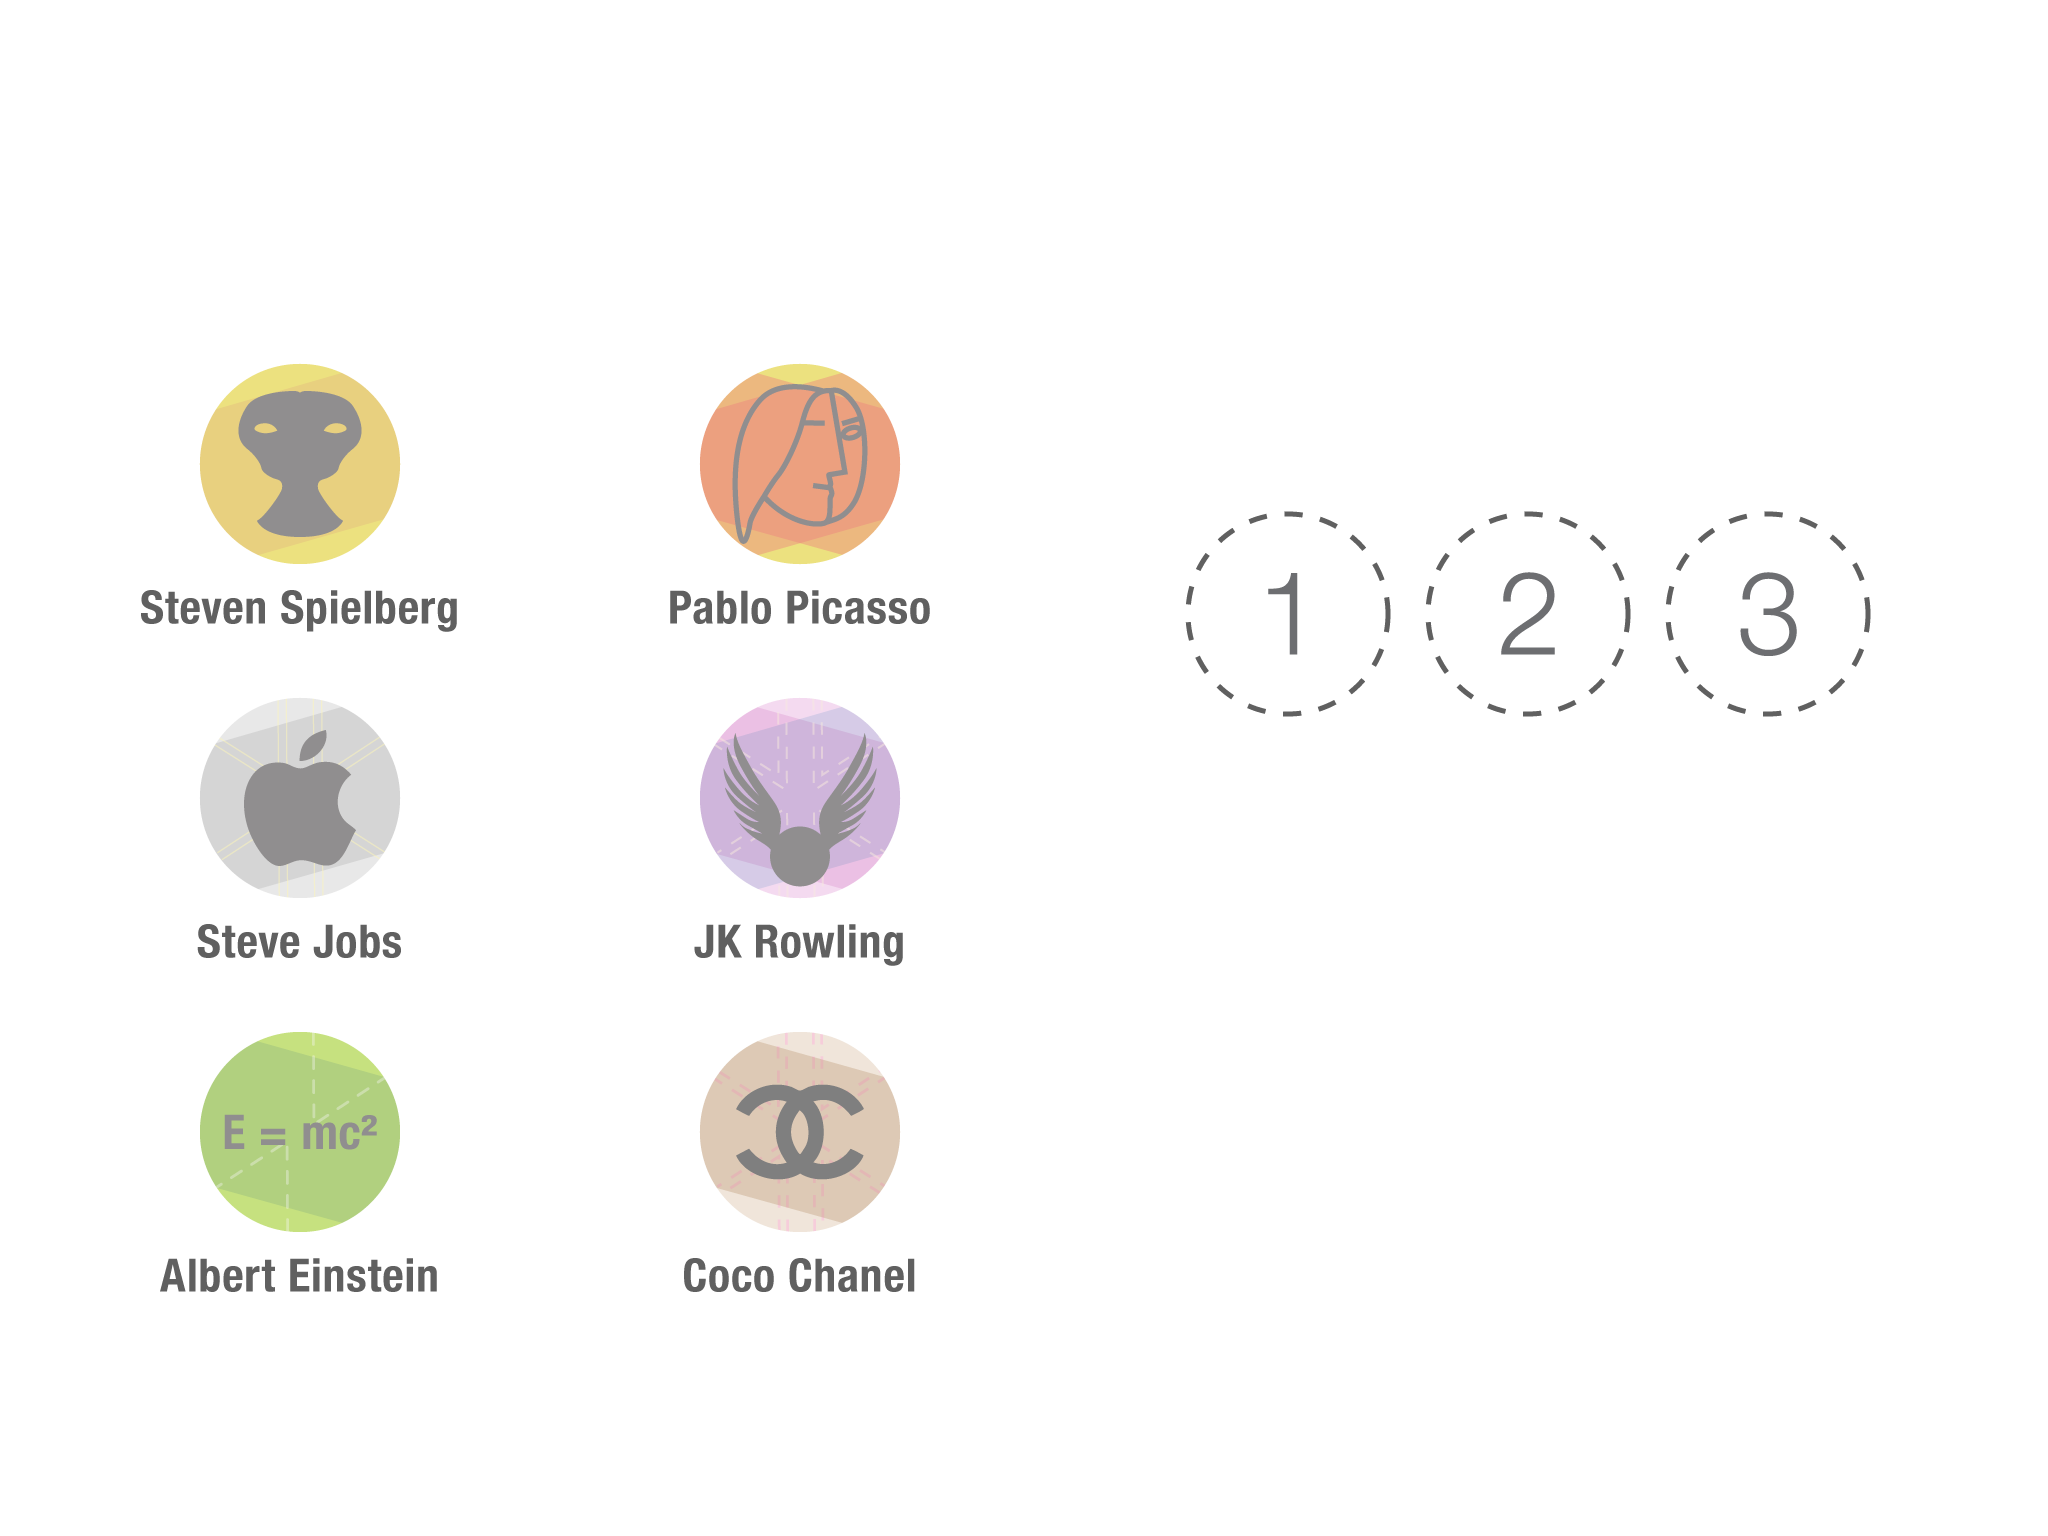 Steven Spielberg
Pablo Picasso
1 2 3
Steve Jobs
JK Rowling
E = mc²
Albert Einstein
Coco Chanel